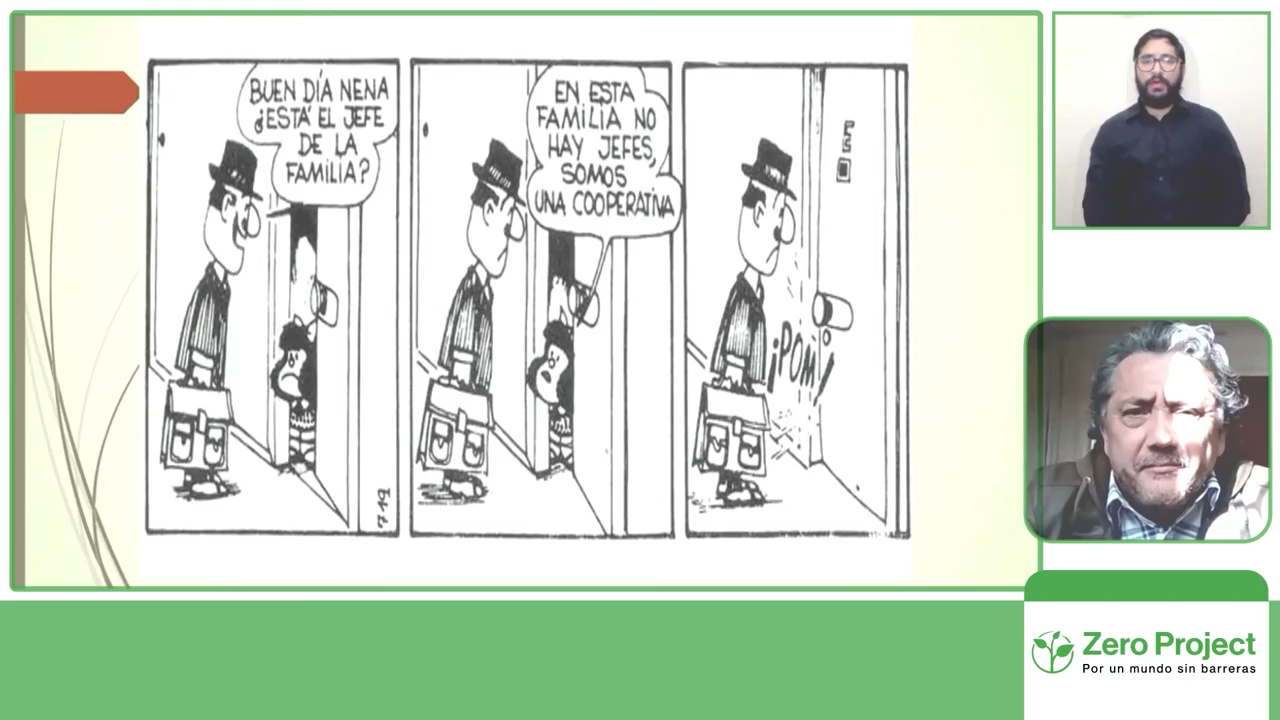 BUEN DÍA NENA
¿ESTÁ EL JEFE
DE LA
FAMILIA?
EN ESTA
FAMILIA NO
HAY JEFES,
SOMOS
UNA COOPERATIVA
¡POM!
E
719
Zero Project
Por un mundo sin barreras